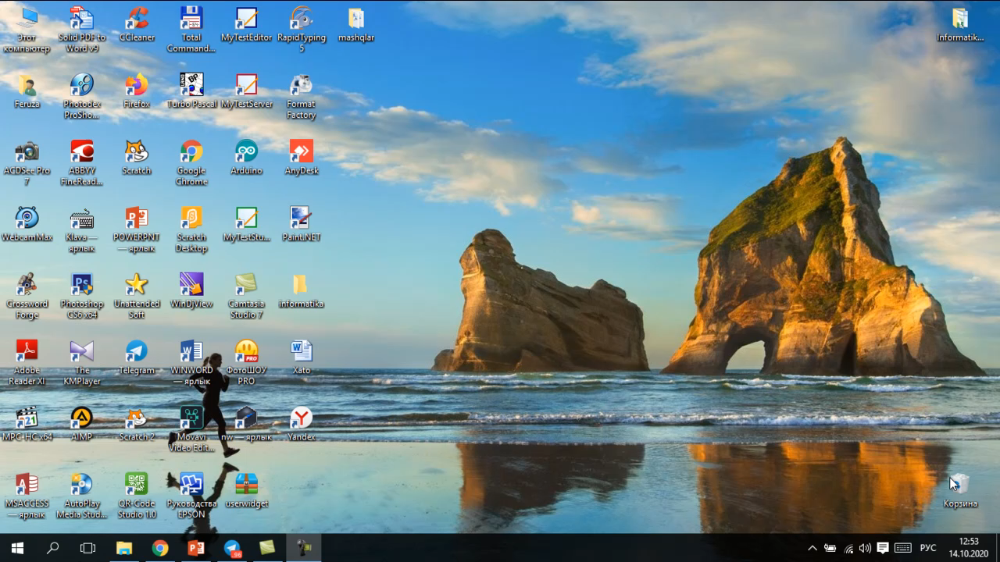 Этот
компьютер
Solid PDF to
Word v9
CCleaner
Total
Command...
MyTestEditor
RapidTyping
5
mashqlar
Informatik...
Feruza
Photodex
ProSho...
Firefox
Turbo Pascal
MyTestServer
Format
Factory
ACDSee Pro
7
ABBYY
FineRead...
Scratch
Google
Chrome
Arduino
AnyDesk
WebcamMax
Klava —
ярлык
POWERPNT
— ярлык
Scratch
Desktop
MyTestStu...
Paint.NET
Crossword
Forge
Photoshop
CS6 x64
Unattended
Soft
WinDjView
Camtasia
Studio 7
informatika
Adobe
Reader XI
The
KMPlayer
Telegram
WINWORD
— ярлык
ФотоШОУ
PRO
Xato
MPC-HC x64
AIMP
Scratch 2
Movavi
Video Edit...
nw — ярлык
Yandex
MSACCESS
— ярлык
AutoPlay
Media Stud...
QR-Code
Studio 1.0
Руководства
EPSON
userwidget
Корзина
96
РУС
12:53
14.10.2020